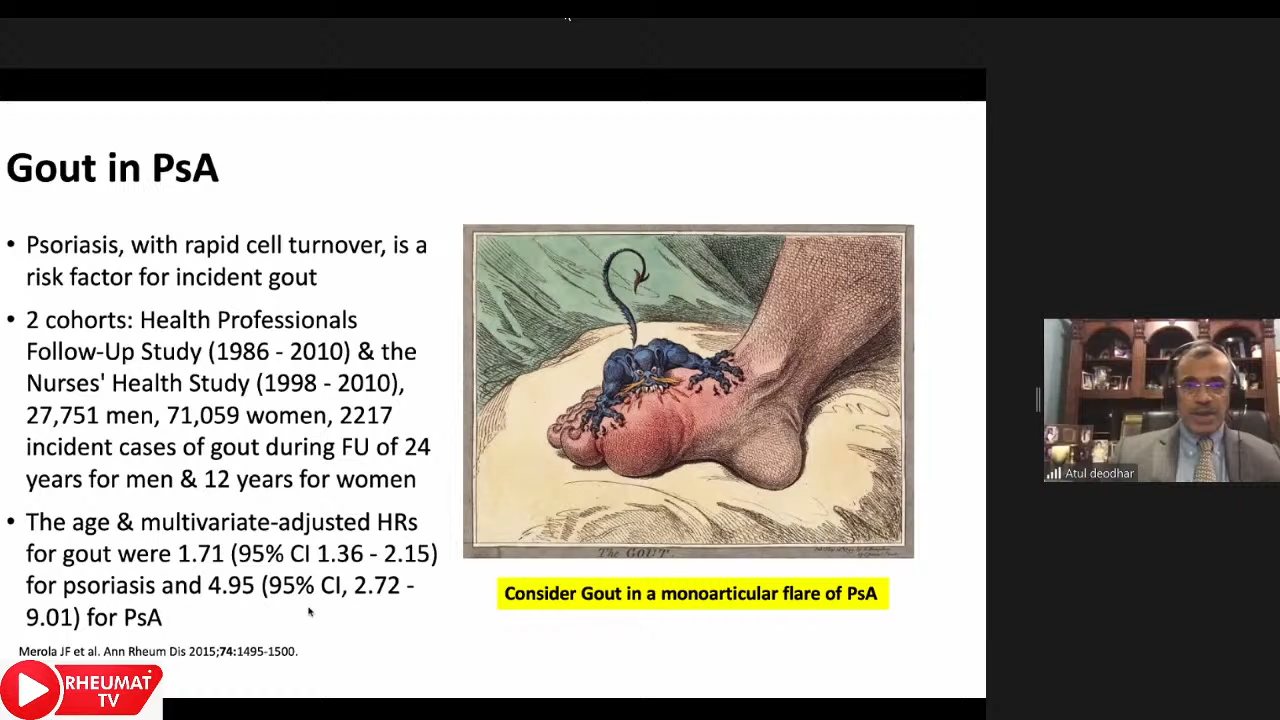 Gout in PsA
• Psoriasis, with rapid cell turnover, is a
risk factor for incident gout
• 2 cohorts: Health Professionals
Follow-Up Study (1986 - 2010) & the
Nurses' Health Study (1998 - 2010),
27,751 men, 71,059 women, 2217
incident cases of gout during FU of 24
years for men & 12 years for women
• The age & multivariate-adjusted HRs
for gout were 1.71 (95% CI 1.36 - 2.15)
for psoriasis and 4.95 (95% CI, 2.72 -
9.01) for PsA
Merola JF et al. Ann Rheum Dis 2015;74:1495-1500.
The GOUT.
Consider Gout in a monoarticular flare of PsA
Atul deodhar
RHEUMAT
TV